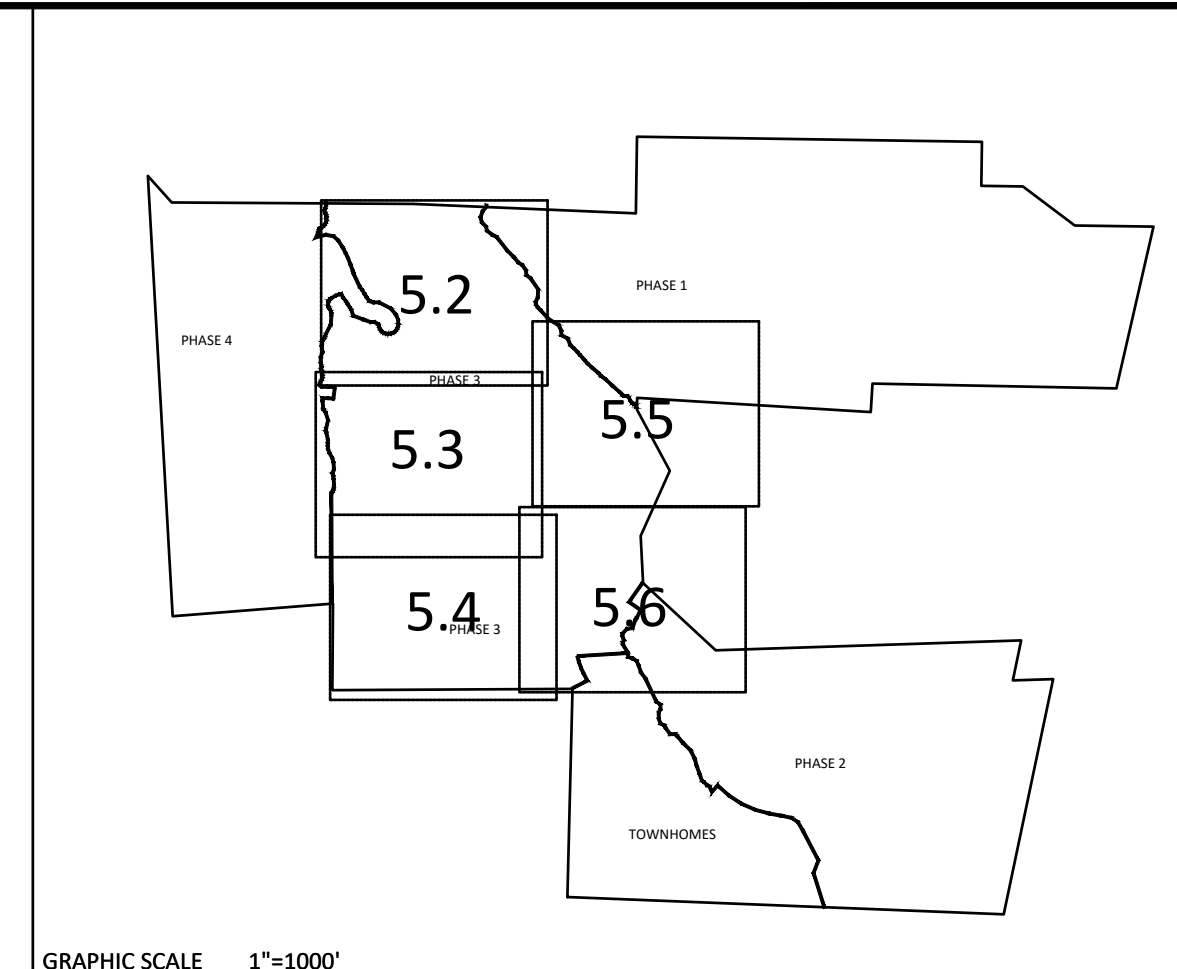 PHASE 1
5.2
PHASE 4
PHASE 3
5.5
5.3
5.6
5.4
PHASE 3
PHASE 2
TOWNHOMES
GRAPHIC SCALE 1"=1000'